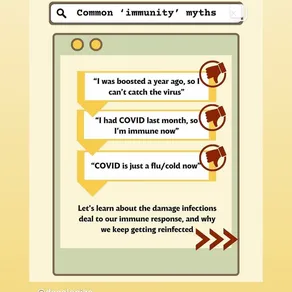 Common ‘immunity’ myths
“I was boosted a year ago, so I
can’t catch the virus”
“I had COVID last month, so
I’m immune now”
“COVID is just a flu/cold now”
Let’s learn about the damage infections
deal to our immune response, and why
we keep getting reinfected